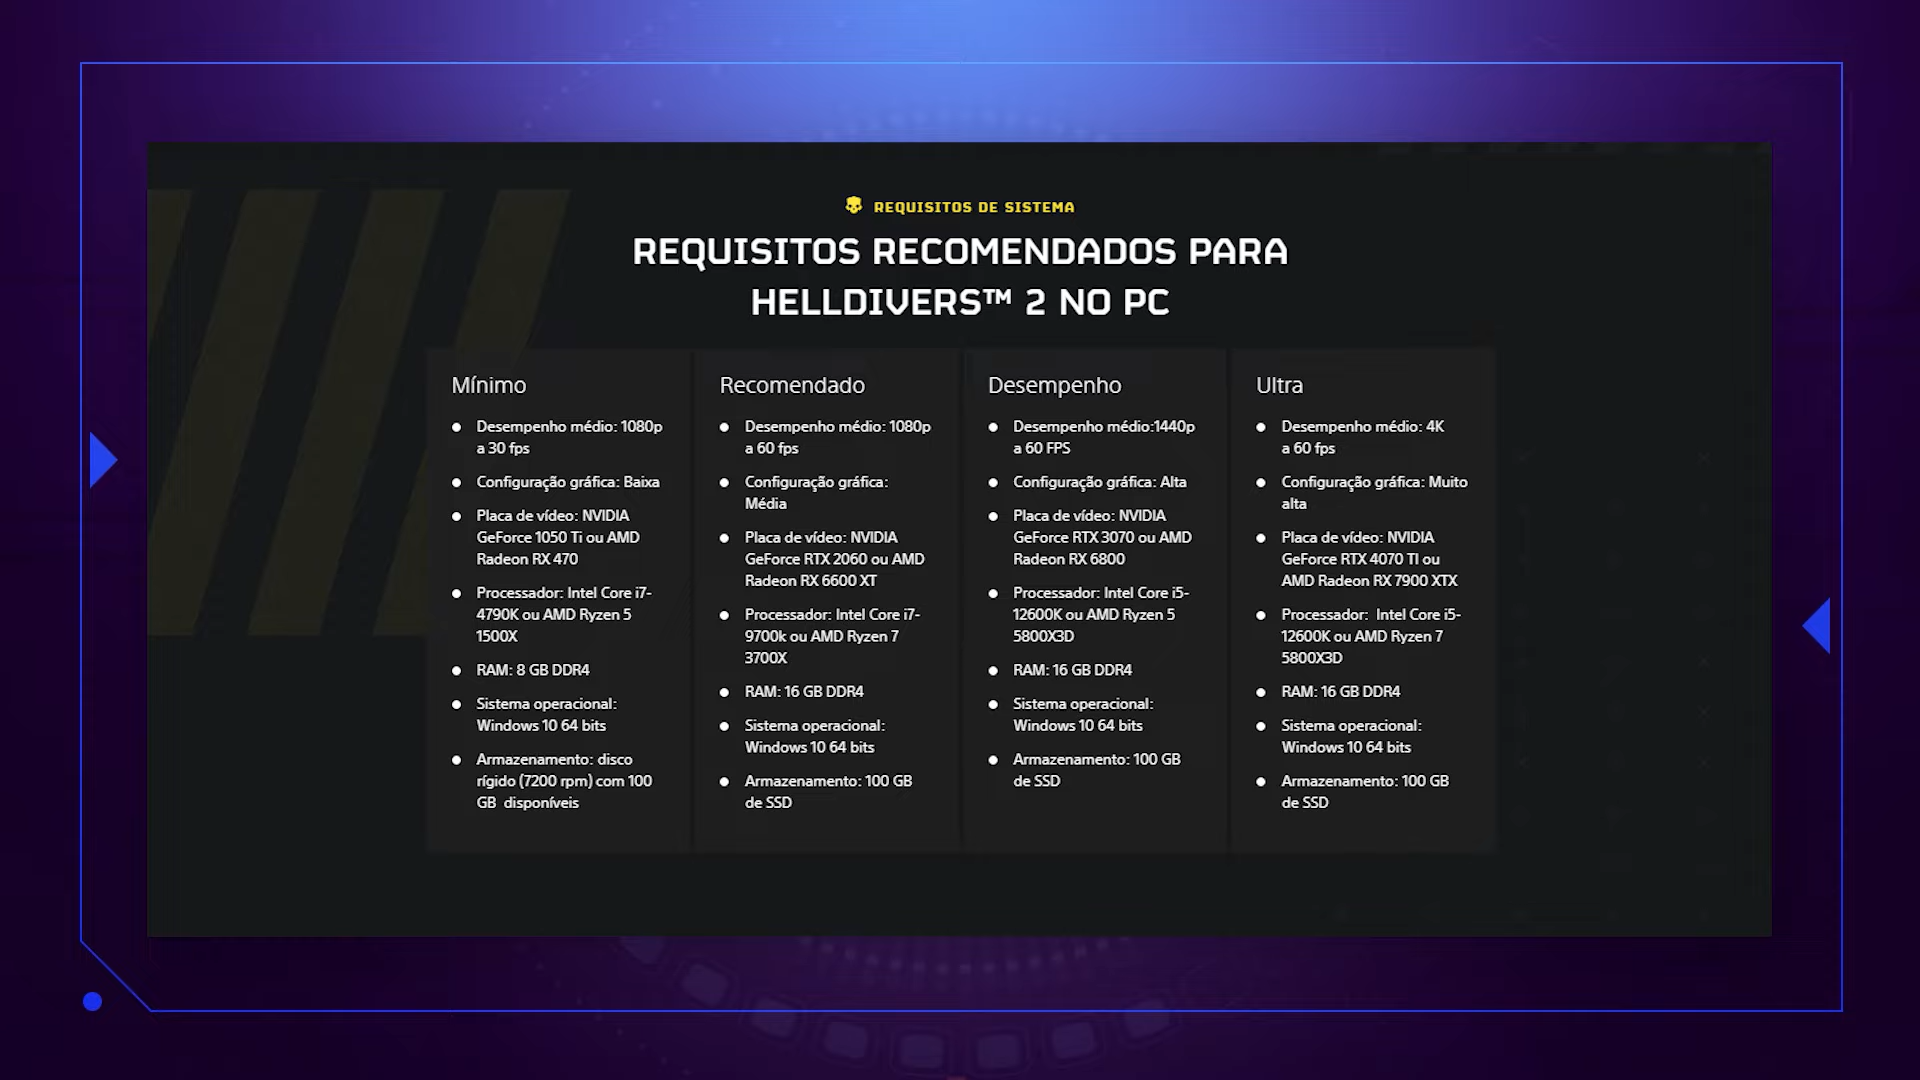 REQUISITOS DE SISTEMA
REQUISITOS RECOMENDADOS PARA
HELLDIVERS™ 2 NO PC
Mínimo
Desempenho médio: 1080p
a 30 fps
Configuração gráfica: Baixa
Placa de vídeo: NVIDIA
GeForce 1050 Ti ou AMD
Radeon RX 470
Processador: Intel Core i7-
4790K ou AMD Ryzen 5
1500X
RAM: 8 GB DDR4
Sistema operacional:
Windows 10 64 bits
Armazenamento: disco
rígido (7200 rpm) com 100
GB disponíveis
Recomendado
Desempenho médio: 1080p
a 60 fps
Configuração gráfica:
Média
Placa de vídeo: NVIDIA
GeForce RTX 2060 ou AMD
Radeon RX 6600 XT
Processador: Intel Core i7-
9700k ou AMD Ryzen 7
3700X
RAM: 16 GB DDR4
Sistema operacional:
Windows 10 64 bits
Armazenamento: 100 GB
de SSD
Desempenho
Desempenho médio:1440p
a 60 FPS
Configuração gráfica: Alta
Placa de vídeo: NVIDIA
GeForce RTX 3070 ou AMD
Radeon RX 6800
Processador: Intel Core i5-
12600K ou AMD Ryzen 5
5800X3D
RAM: 16 GB DDR4
Sistema operacional:
Windows 10 64 bits
Armazenamento: 100 GB
de SSD
Ultra
Desempenho médio: 4K
a 60 fps
Configuração gráfica: Muito
alta
Placa de vídeo: NVIDIA
GeForce RTX 4070 TI ou
AMD Radeon RX 7900 XTX
Processador: Intel Core i5-
12600K ou AMD Ryzen 7
5800X3D
RAM: 16 GB DDR4
Sistema operacional:
Windows 10 64 bits
Armazenamento: 100 GB
de SSD